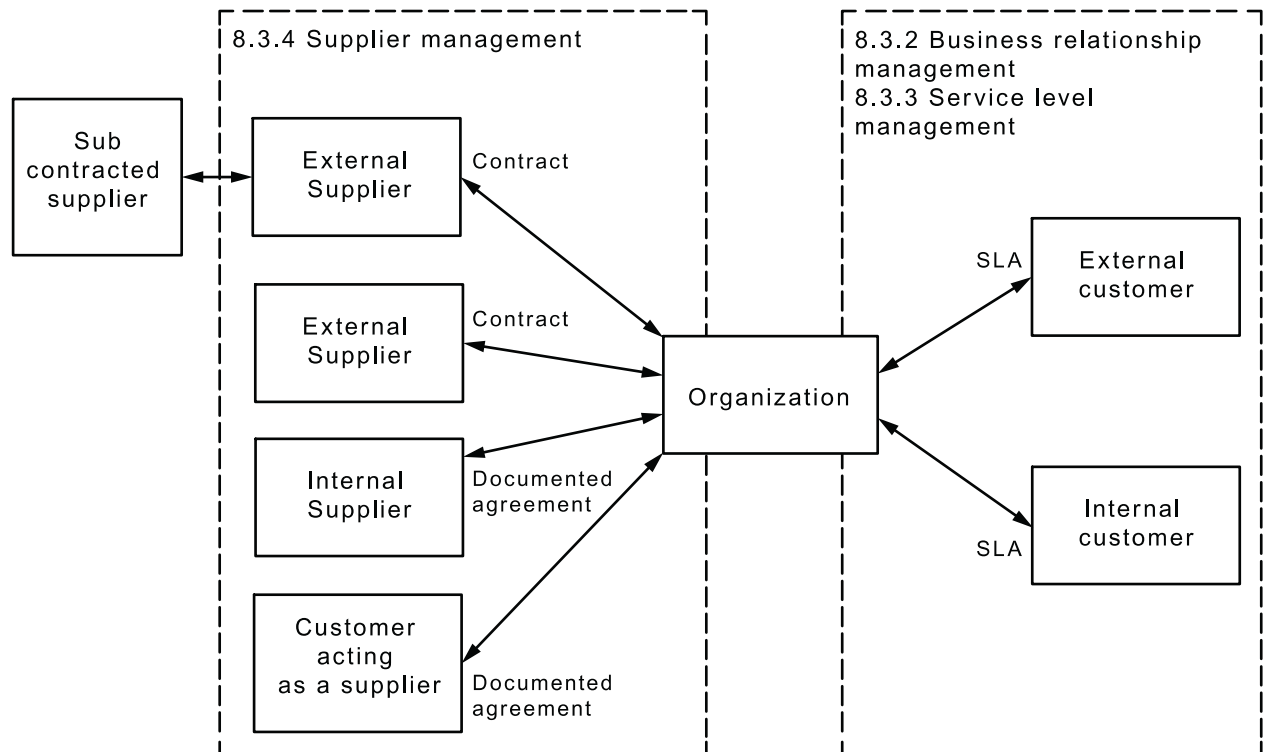 8.3.4 Supplier management
8.3.2 Business relationship
management
8.3.3 Service level
management
Sub
contracted
supplier
External
Supplier
Contract
External
Supplier
Contract
Internal
Supplier
Documented
agreement
Customer
acting
as a supplier
Documented
agreement
Organization
SLA
External
customer
SLA
Internal
customer